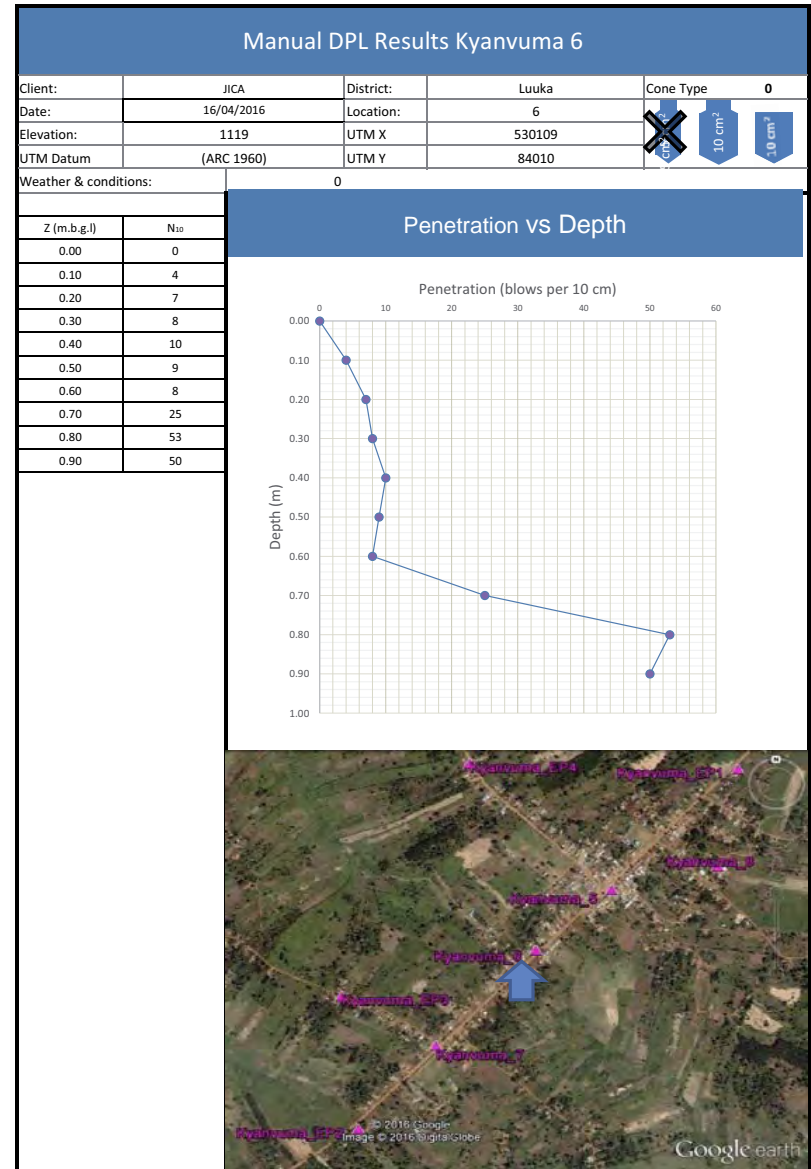 Manual DPL Results Kyanvuma 6
Client: JICA District: Luuka Cone Type 0
Date: 16/04/2016 Location: 6
Elevation: 1119 UTM X 530109
UTM Datum (ARC 1960) UTM Y 84010
10 cm²
10 cm²
Weather & conditions: 0
Z (m.b.g.l) N10
0.00 0
0.10 4
0.20 7
0.30 8
0.40 10
0.50 9
0.60 8
0.70 25
0.80 53
0.90 50
Penetration vs Depth
Penetration (blows per 10 cm)
0 10 20 30 40 50 60
Depth (m)
0.00
0.10
0.20
0.30
0.40
0.50
0.60
0.70
0.80
0.90
1.00
Kyanvuma_EP4
Kyanvuma_EP1
Kyanvuma_5
Kyanvuma_6
Kyanvuma_7
© 2016 Google
Image © 2016 DigitalGlobe
Google earth